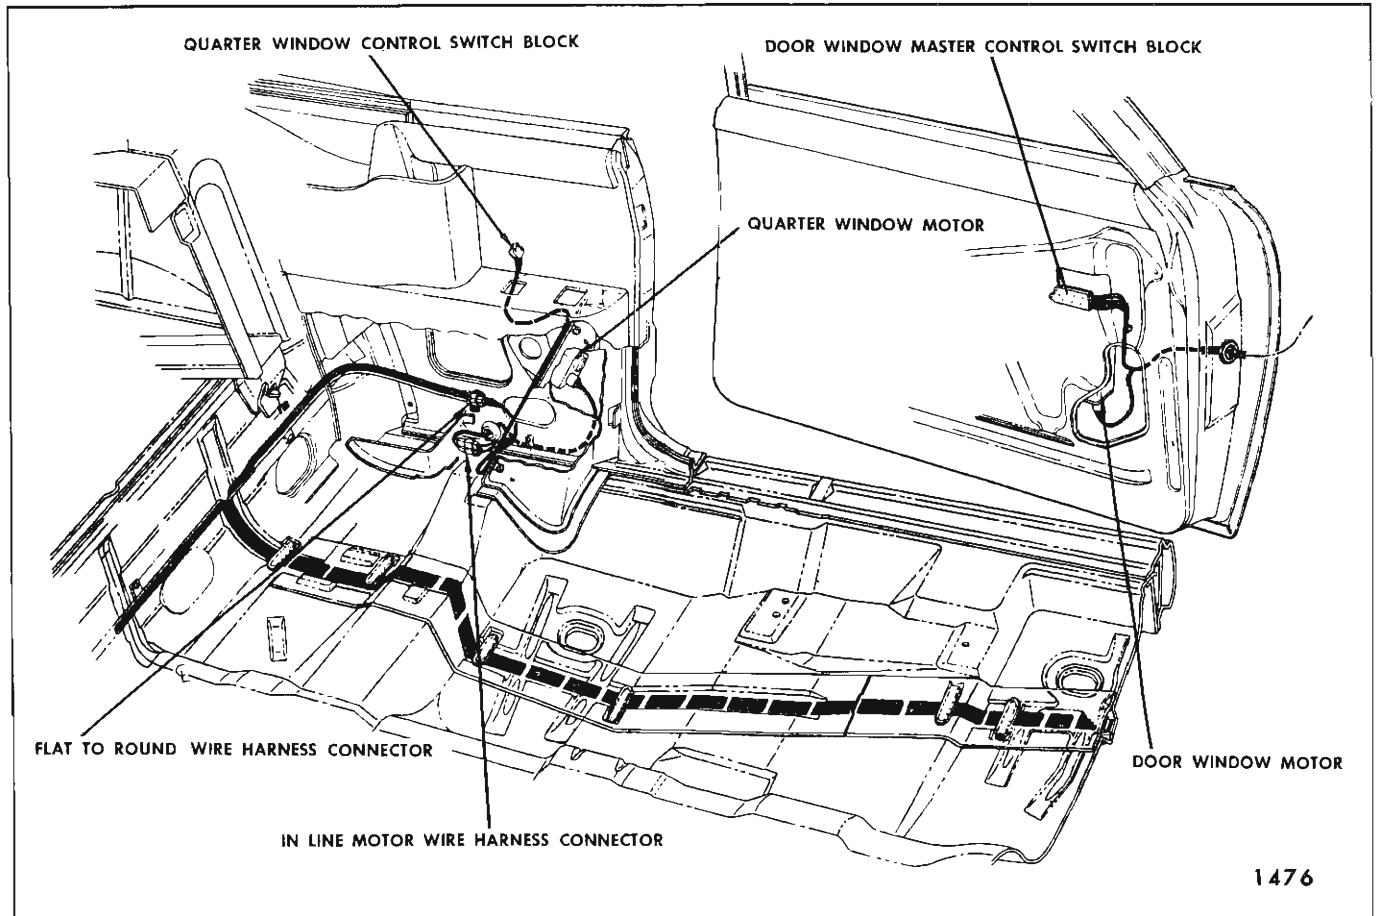 QUARTER WINDOW CONTROL SWITCH BLOCK
DOOR WINDOW MASTER CONTROL SWITCH BLOCK
QUARTER WINDOW MOTOR
FLAT TO ROUND WIRE HARNESS CONNECTOR
DOOR WINDOW MOTOR
IN LINE MOTOR WIRE HARNESS CONNECTOR
1476